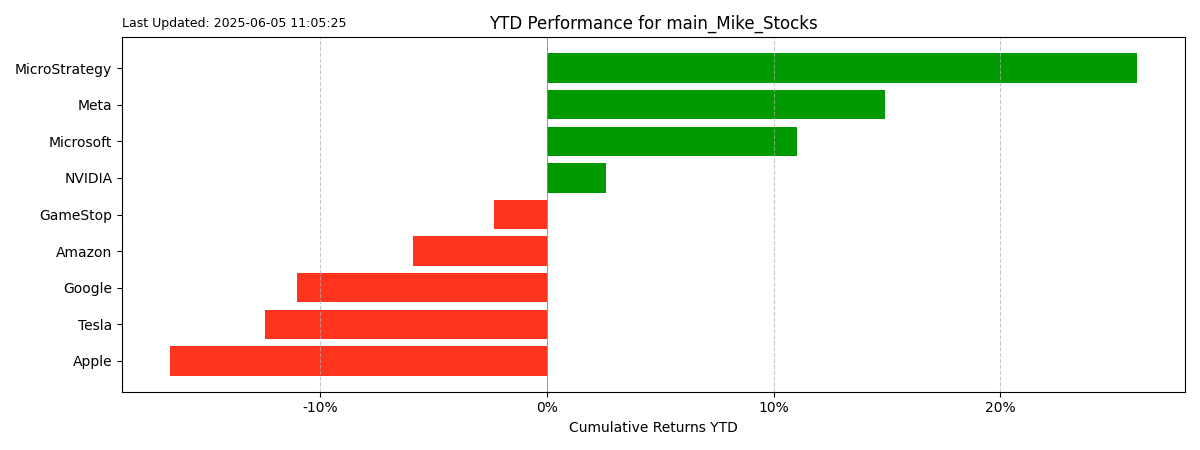 Last Updated: 2025-06-05 11:05:25
YTD Performance for main_Mike_Stocks
MicroStrategy
Meta
Microsoft
NVIDIA
GameStop
Amazon
Google
Tesla
Apple
-10%
0%
10%
20%
Cumulative Returns YTD